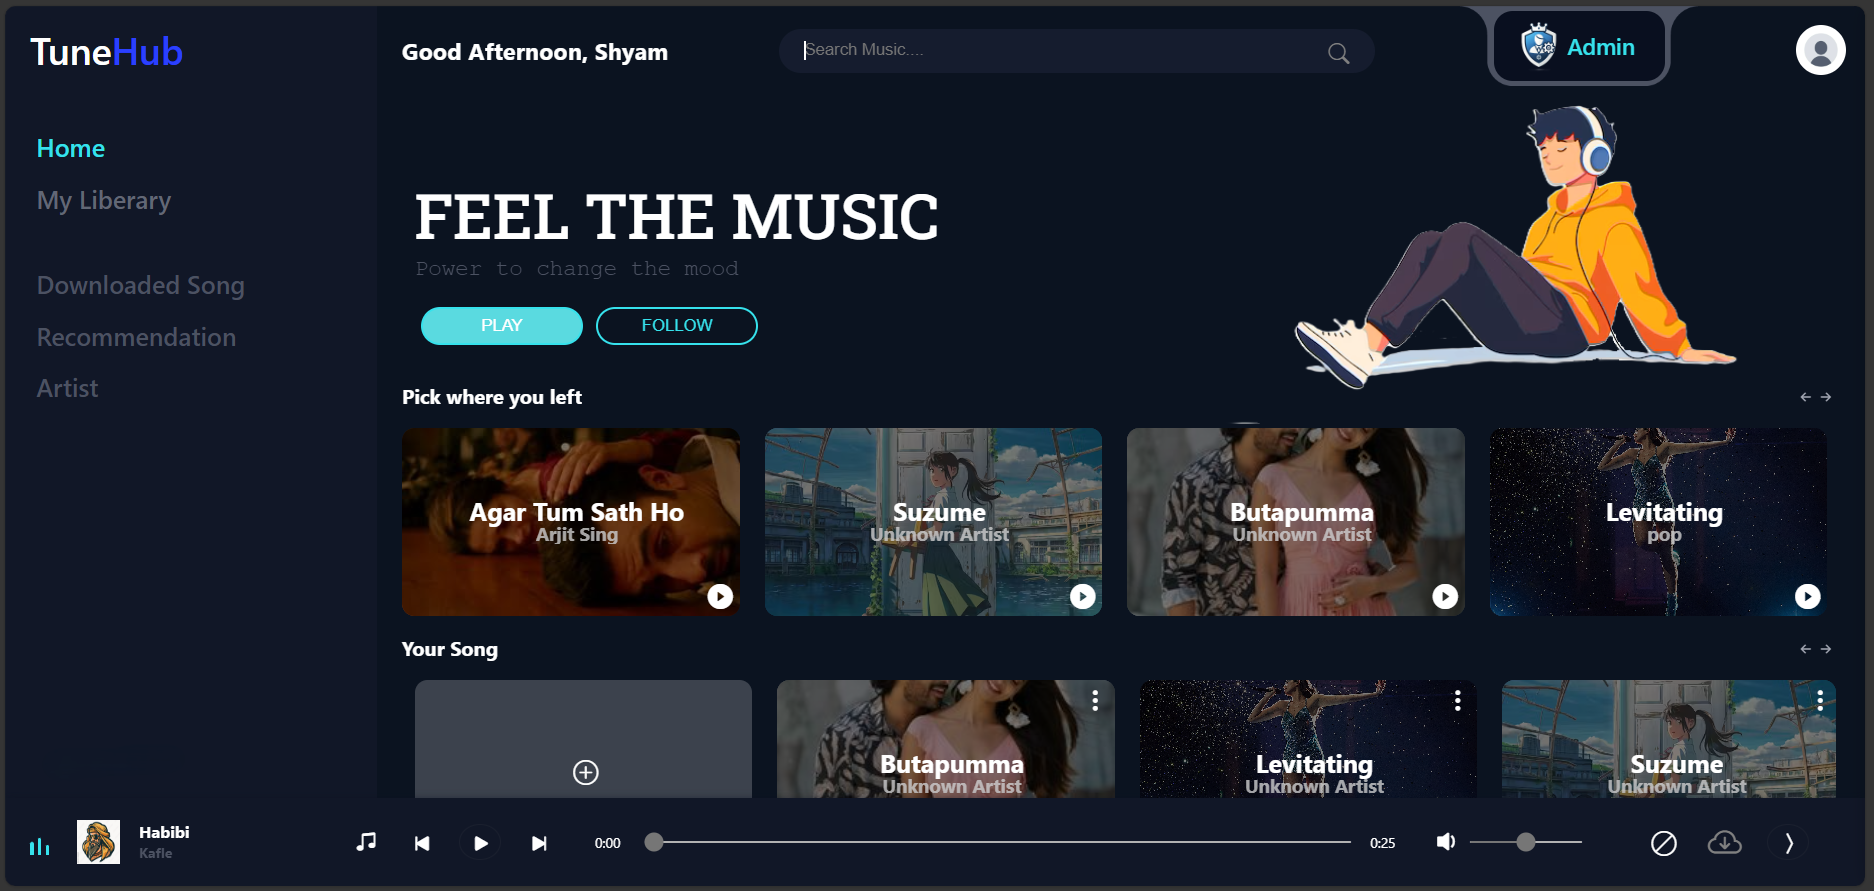 TuneHub
Good Afternoon, Shyam
Search Music....
Admin
Home
My Liberary
Downloaded Song
Recommendation
Artist
FEEL THE MUSIC
Power to change the mood
PLAY
FOLLOW
Pick where you left
Agar Tum Sath Ho
Arjit Sing
Suzume
Unknown Artist
Butapumma
Unknown Artist
Levitating
pop
Your Song
Butapumma
Unknown Artist
Levitating
Unknown Artist
Suzume
Unknown Artist
Habibi
Kafle
0:00
0:25